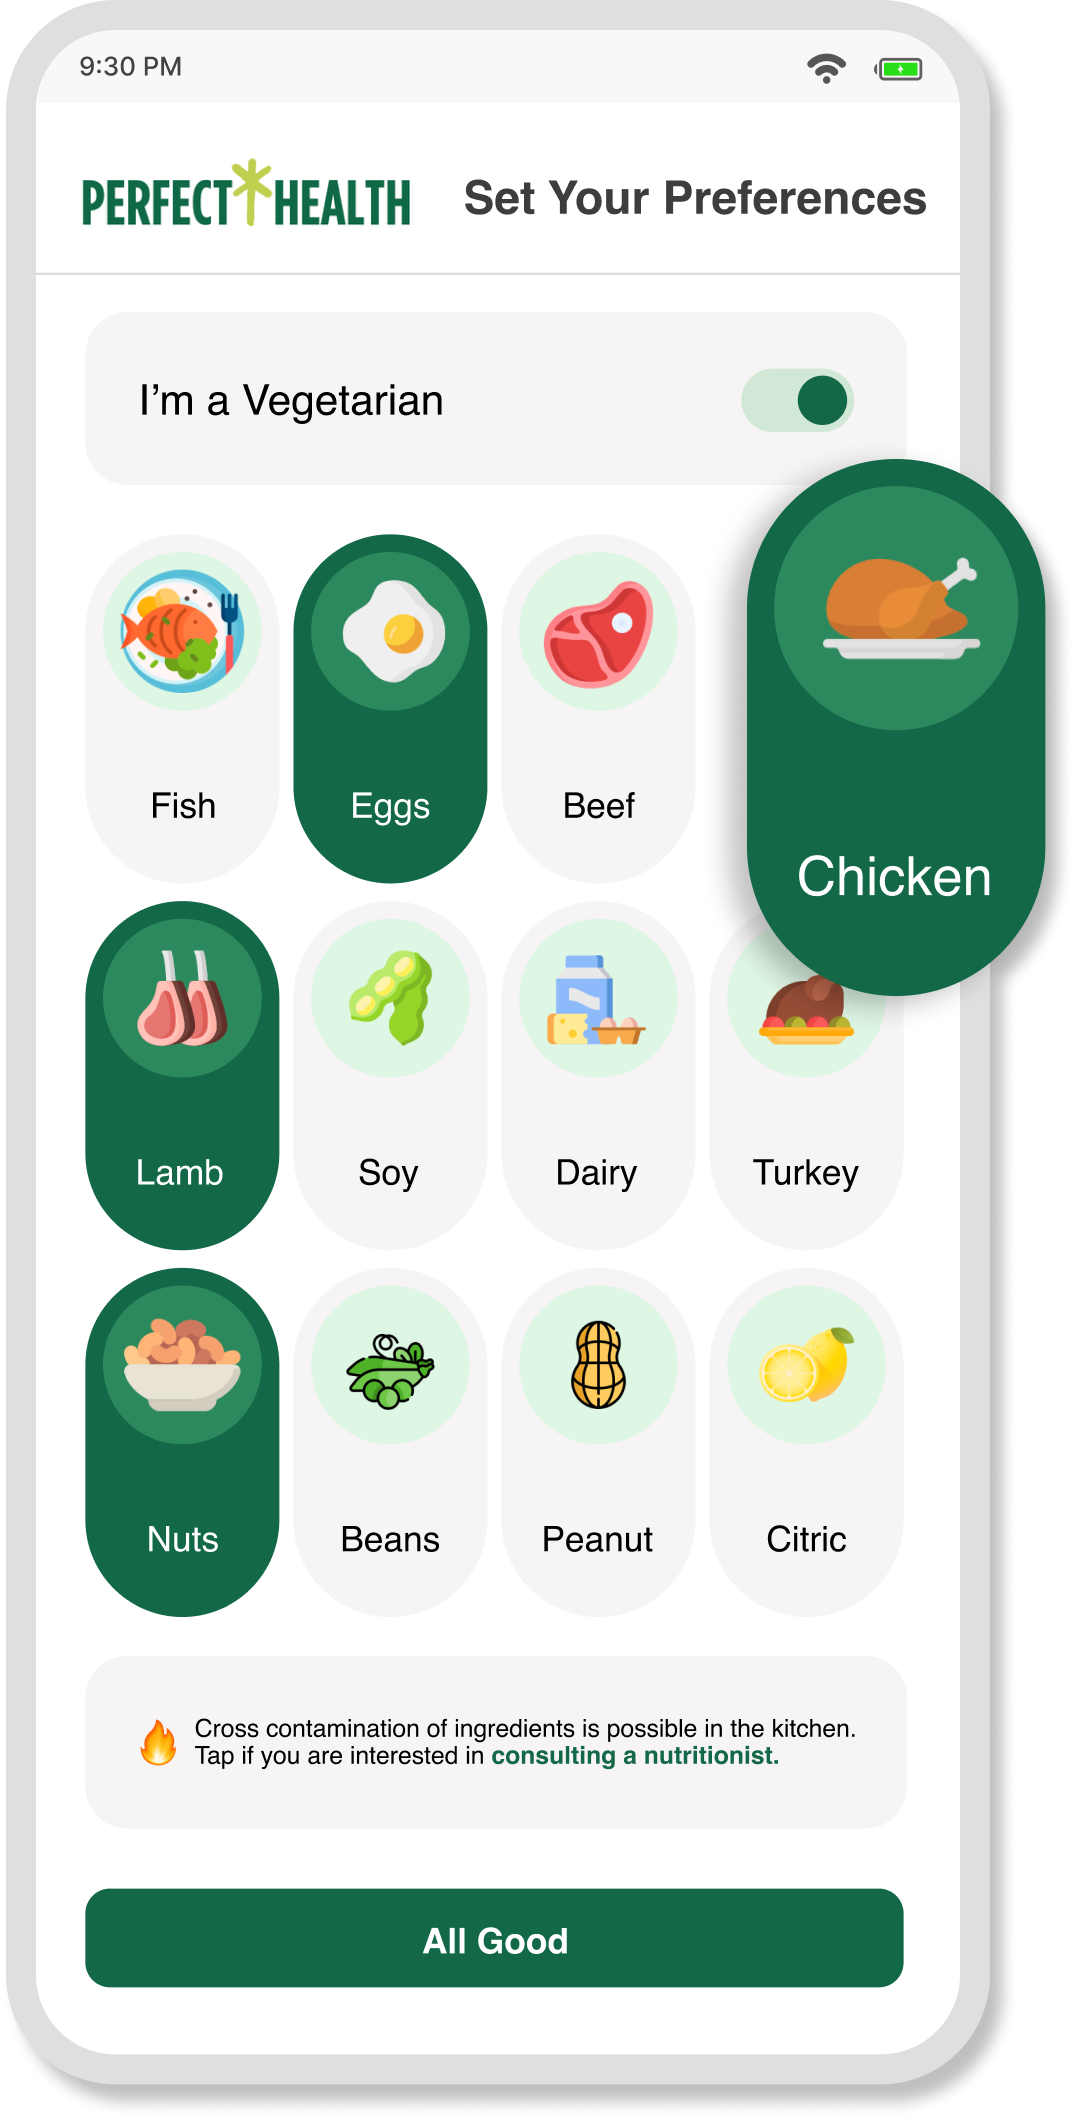 9:30 PM
PERFECT HEALTH
Set Your Preferences
I’m a Vegetarian
Fish
Eggs
Beef
Chicken
Lamb
Soy
Dairy
Turkey
Nuts
Beans
Peanut
Citric
Cross contamination of ingredients is possible in the kitchen.
Tap if you are interested in consulting a nutritionist.
All Good